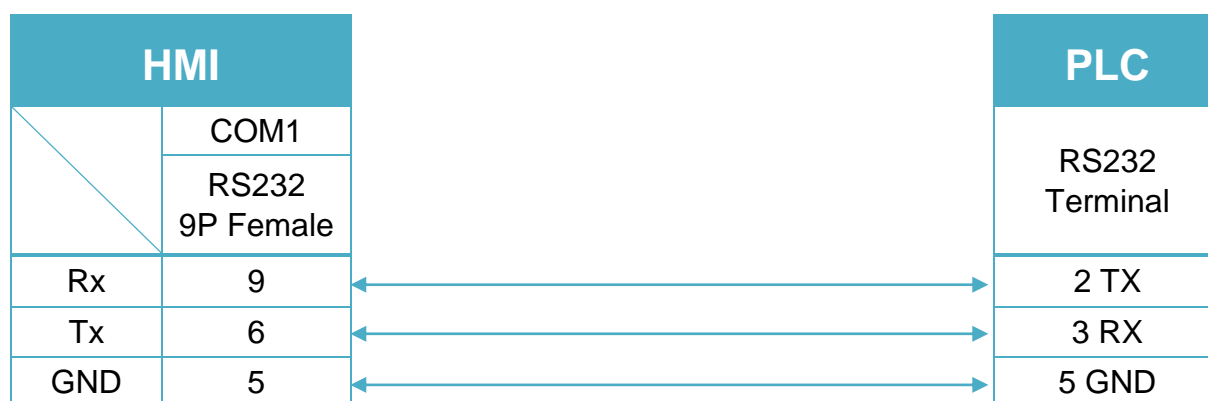 HMI
PLC
COM1
RS232
9P Female
RS232
Terminal
Rx 9 2 TX
Tx 6 3 RX
GND 5 5 GND